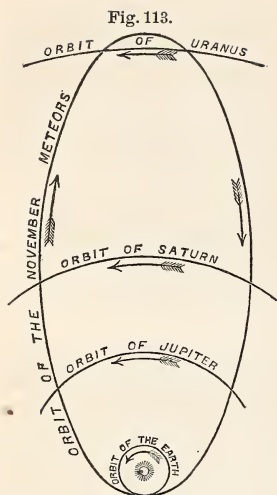 Fig. 113.
ORBIT OF URANUS
ORBIT OF THE NOVEMBER METEORS
ORBIT OF SATURN
ORBIT OF JUPITER
ORBIT OF THE EARTH